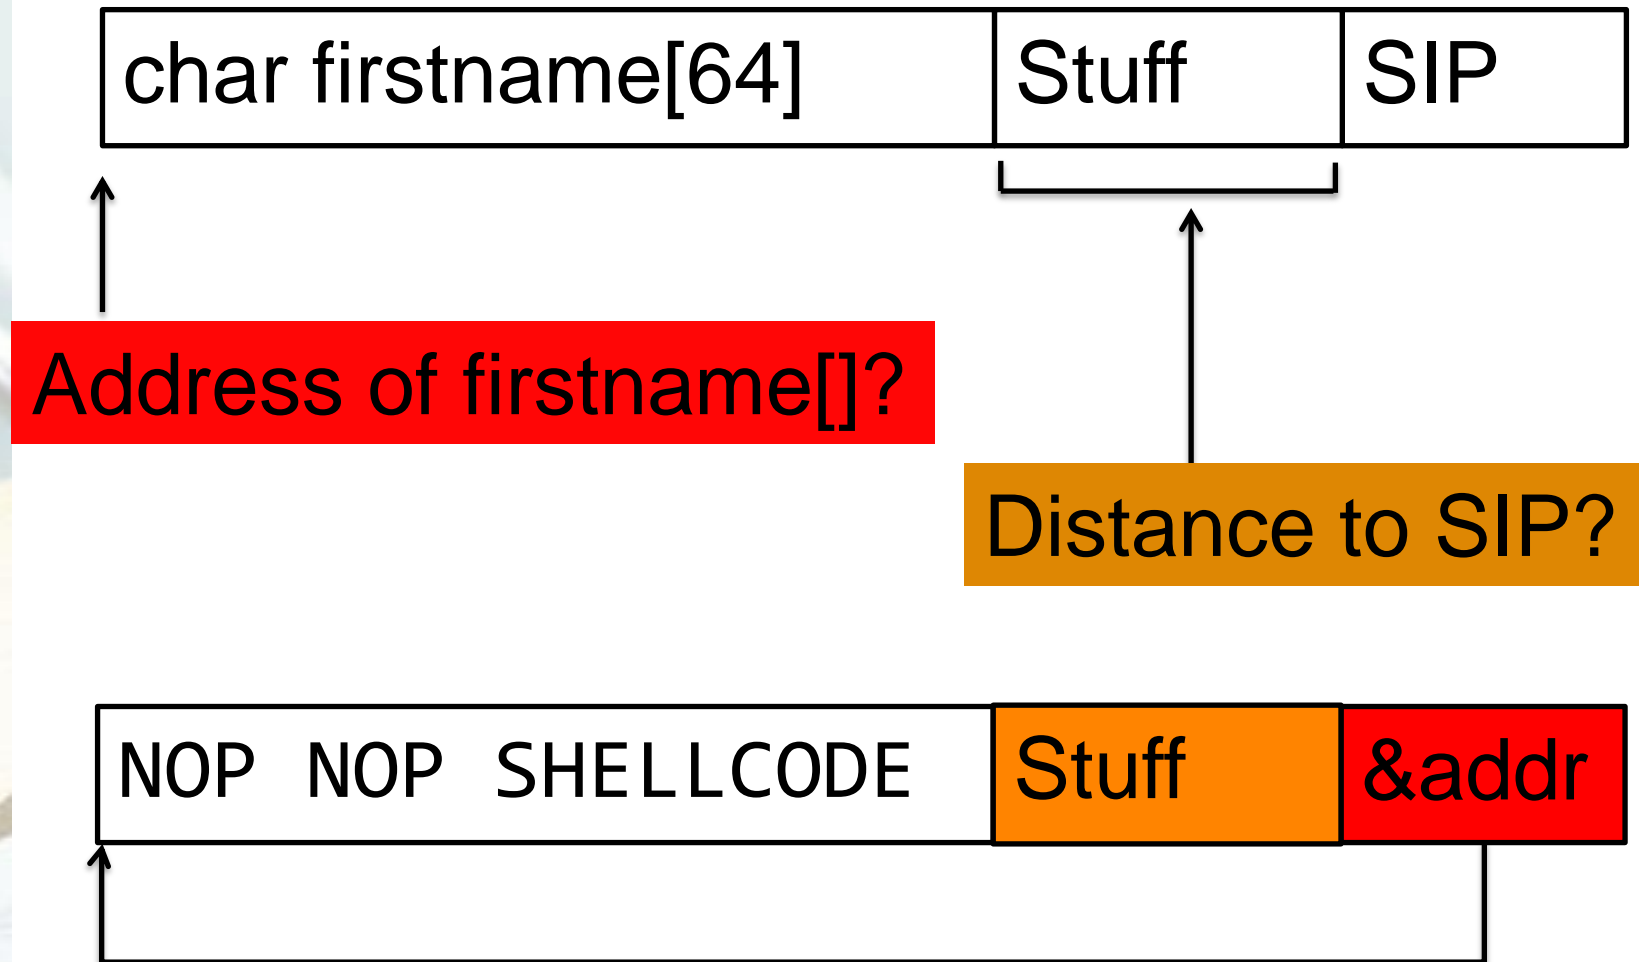 char firstname[64] Stuff SIP
Address of firstname[]?
Distance to SIP?
NOP NOP SHELLCODE Stuff &addr